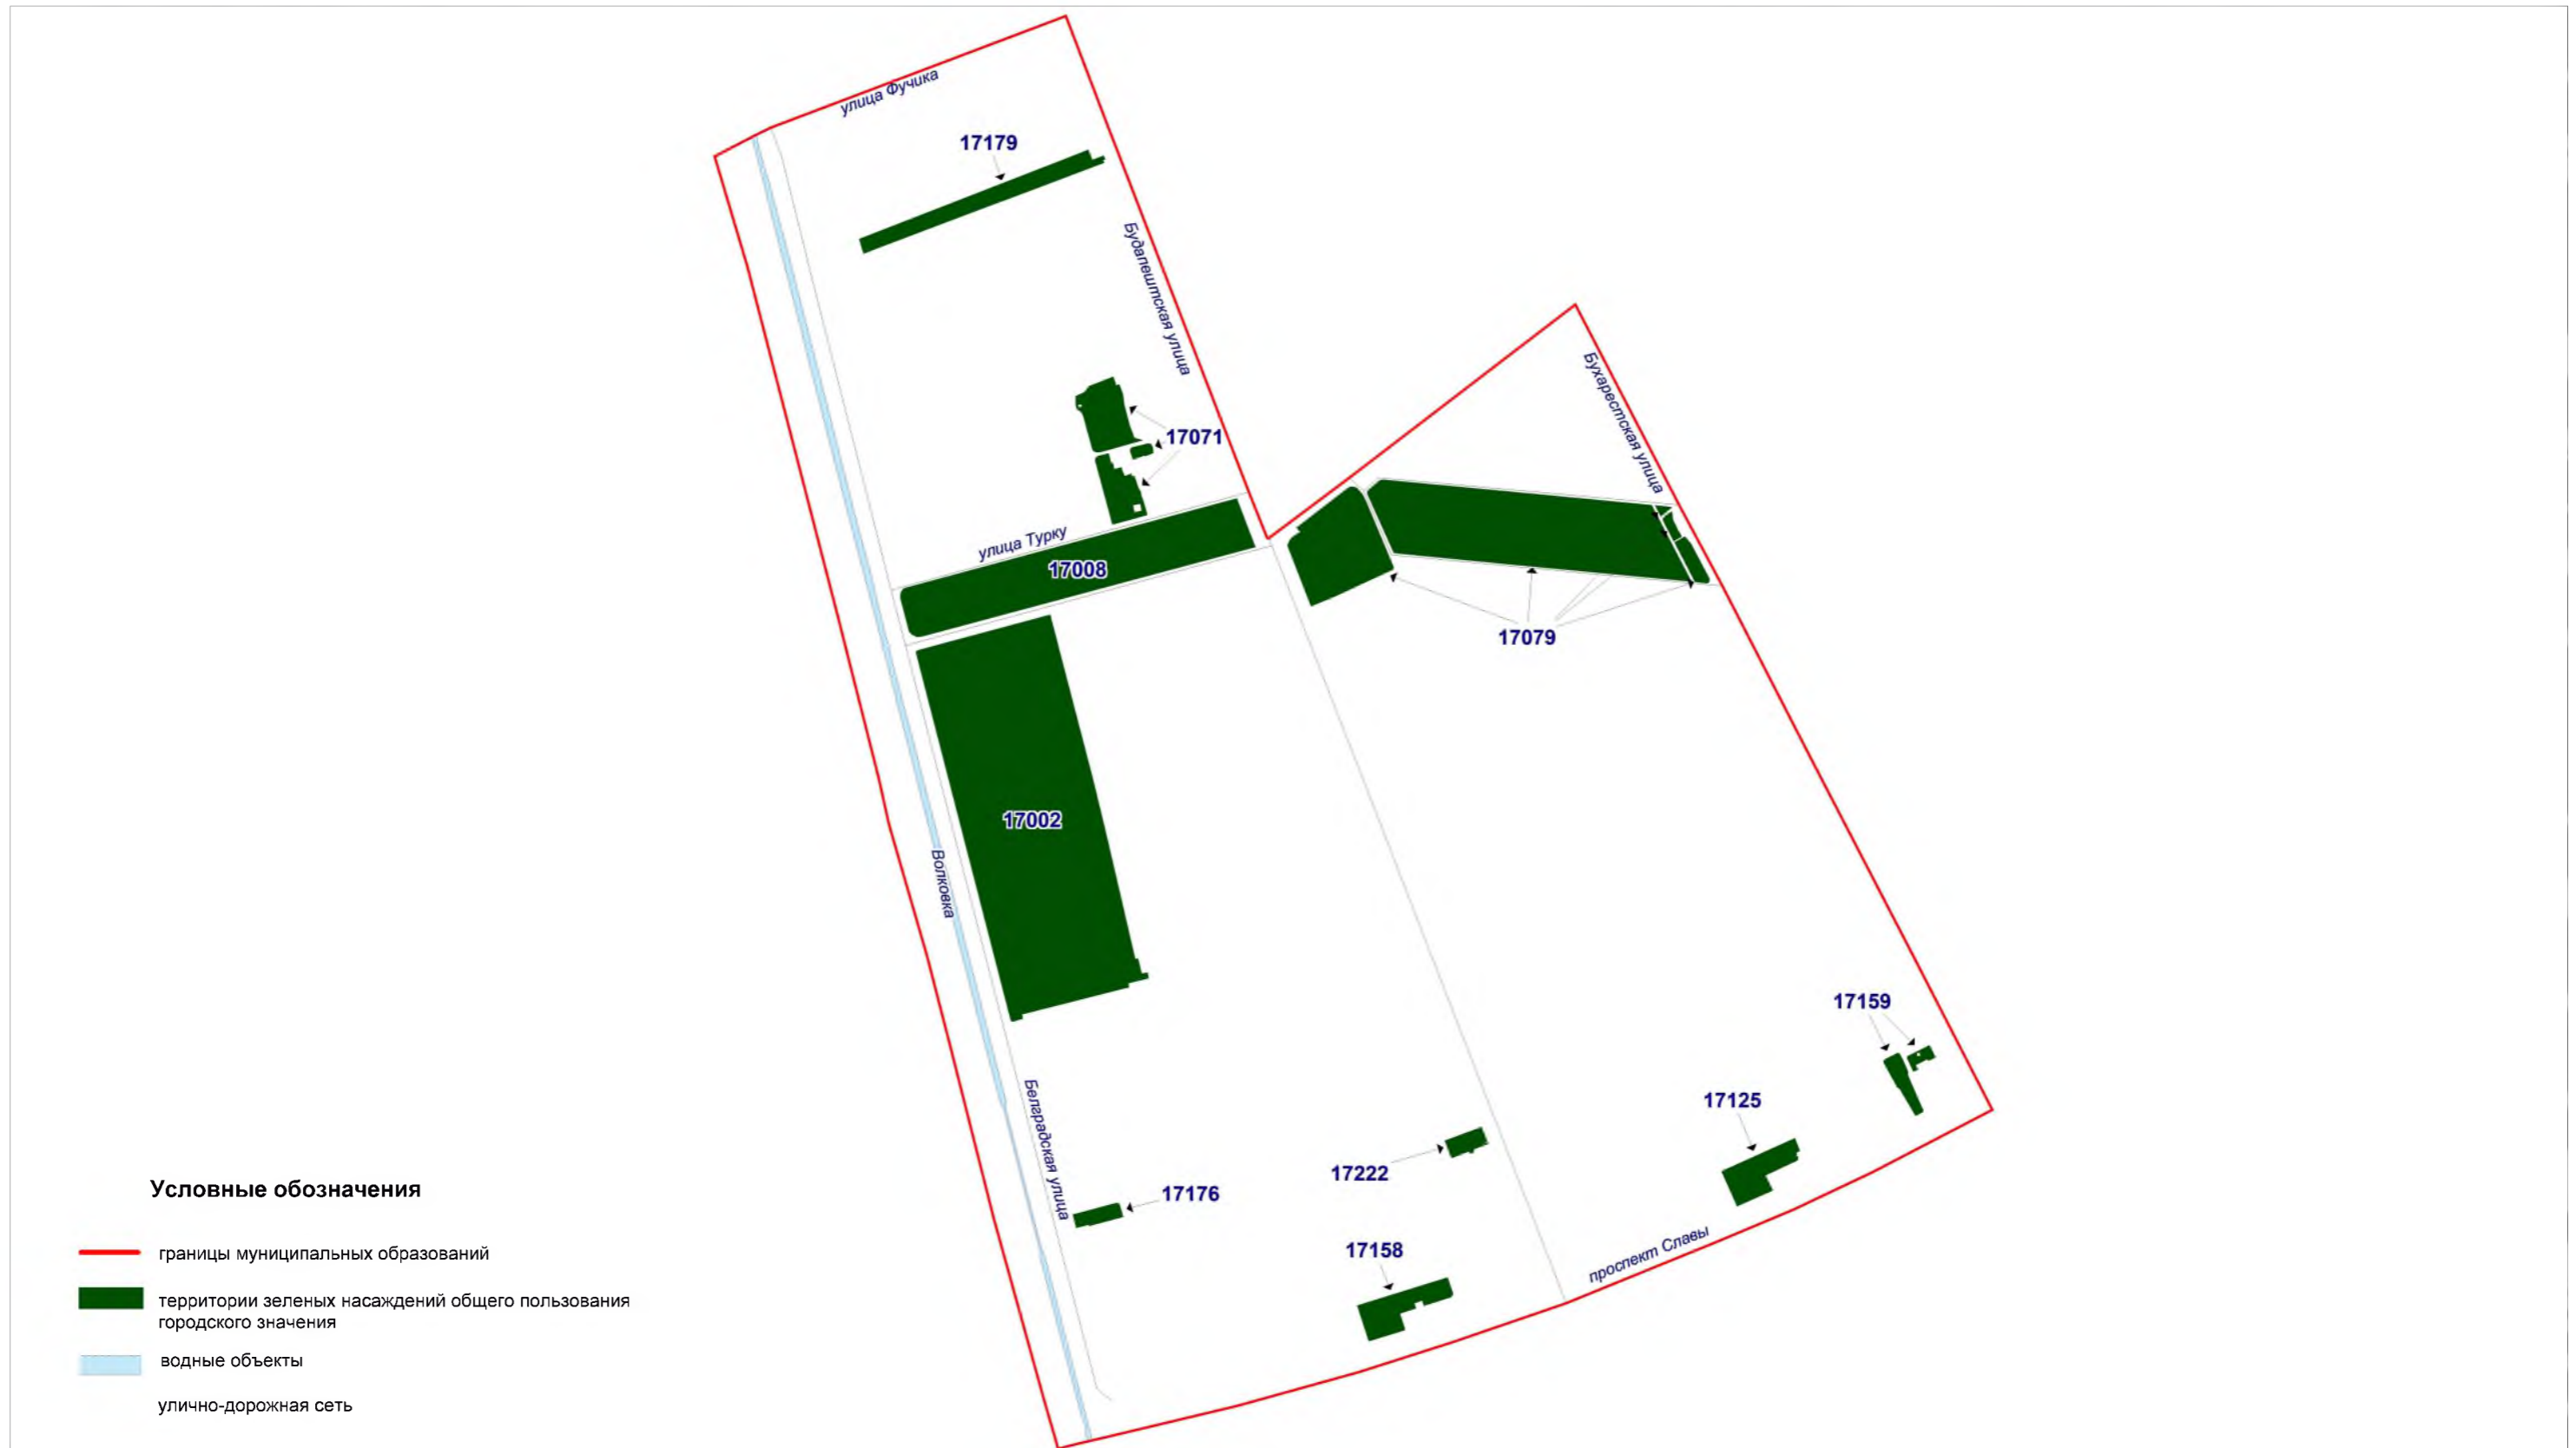 улица Фучика
17179
Будапештская улица
Бухарестская улица
17071
улица Турку
17008
17079
17002
Волковка
17159
Белградская улица
17125
17222
17176
17158
проспект Славы
Условные обозначения
границы муниципальных образований
территории зеленых насаждений общего пользования
городского значения
водные объекты
улично-дорожная сеть